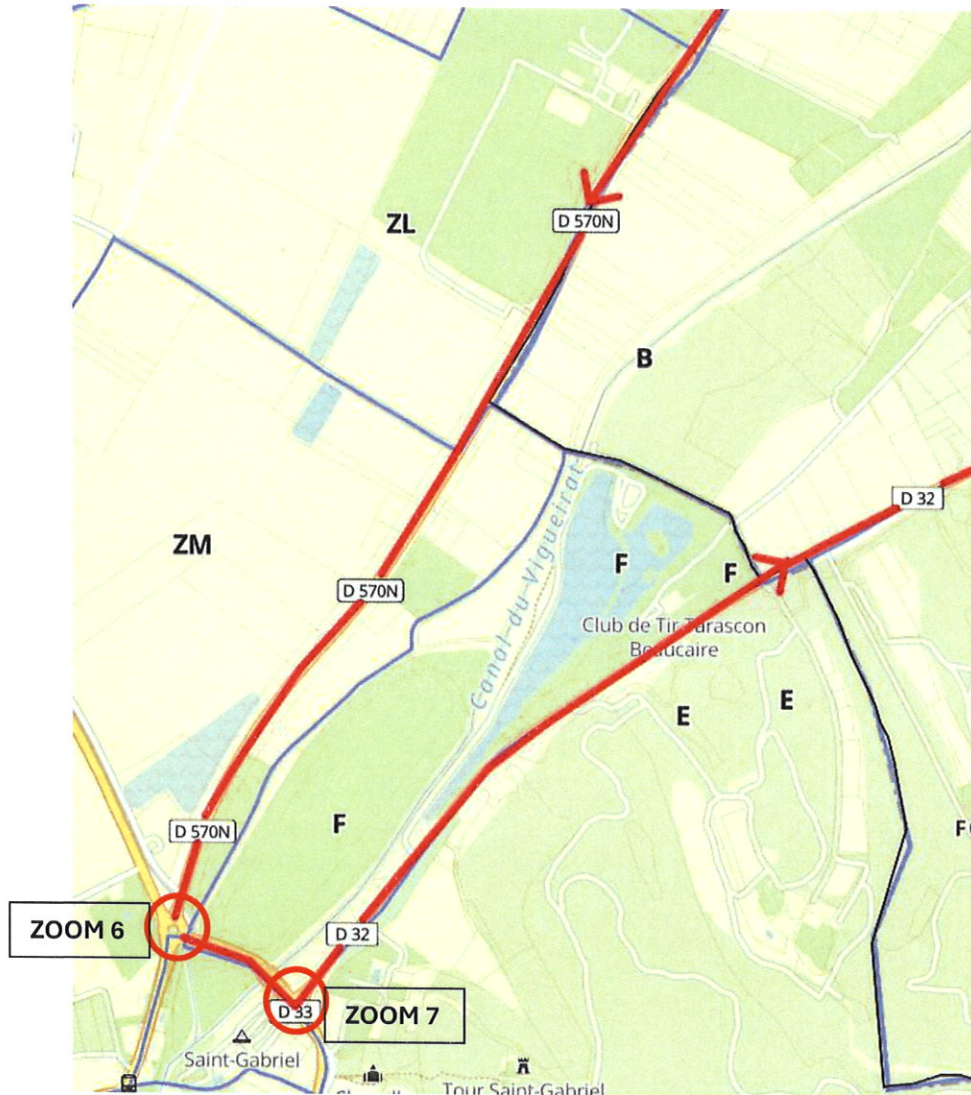 ZL
D 570N
B
D 32
ZM
Canal-du-Vigueirat
F
F
D 570N
Club de Tir Tarascon
Beaucaire
E
E
D 570N
F
ZOOM 6
D 32
D 33
ZOOM 7
Saint-Gabriel
Tour Saint-Gabriel